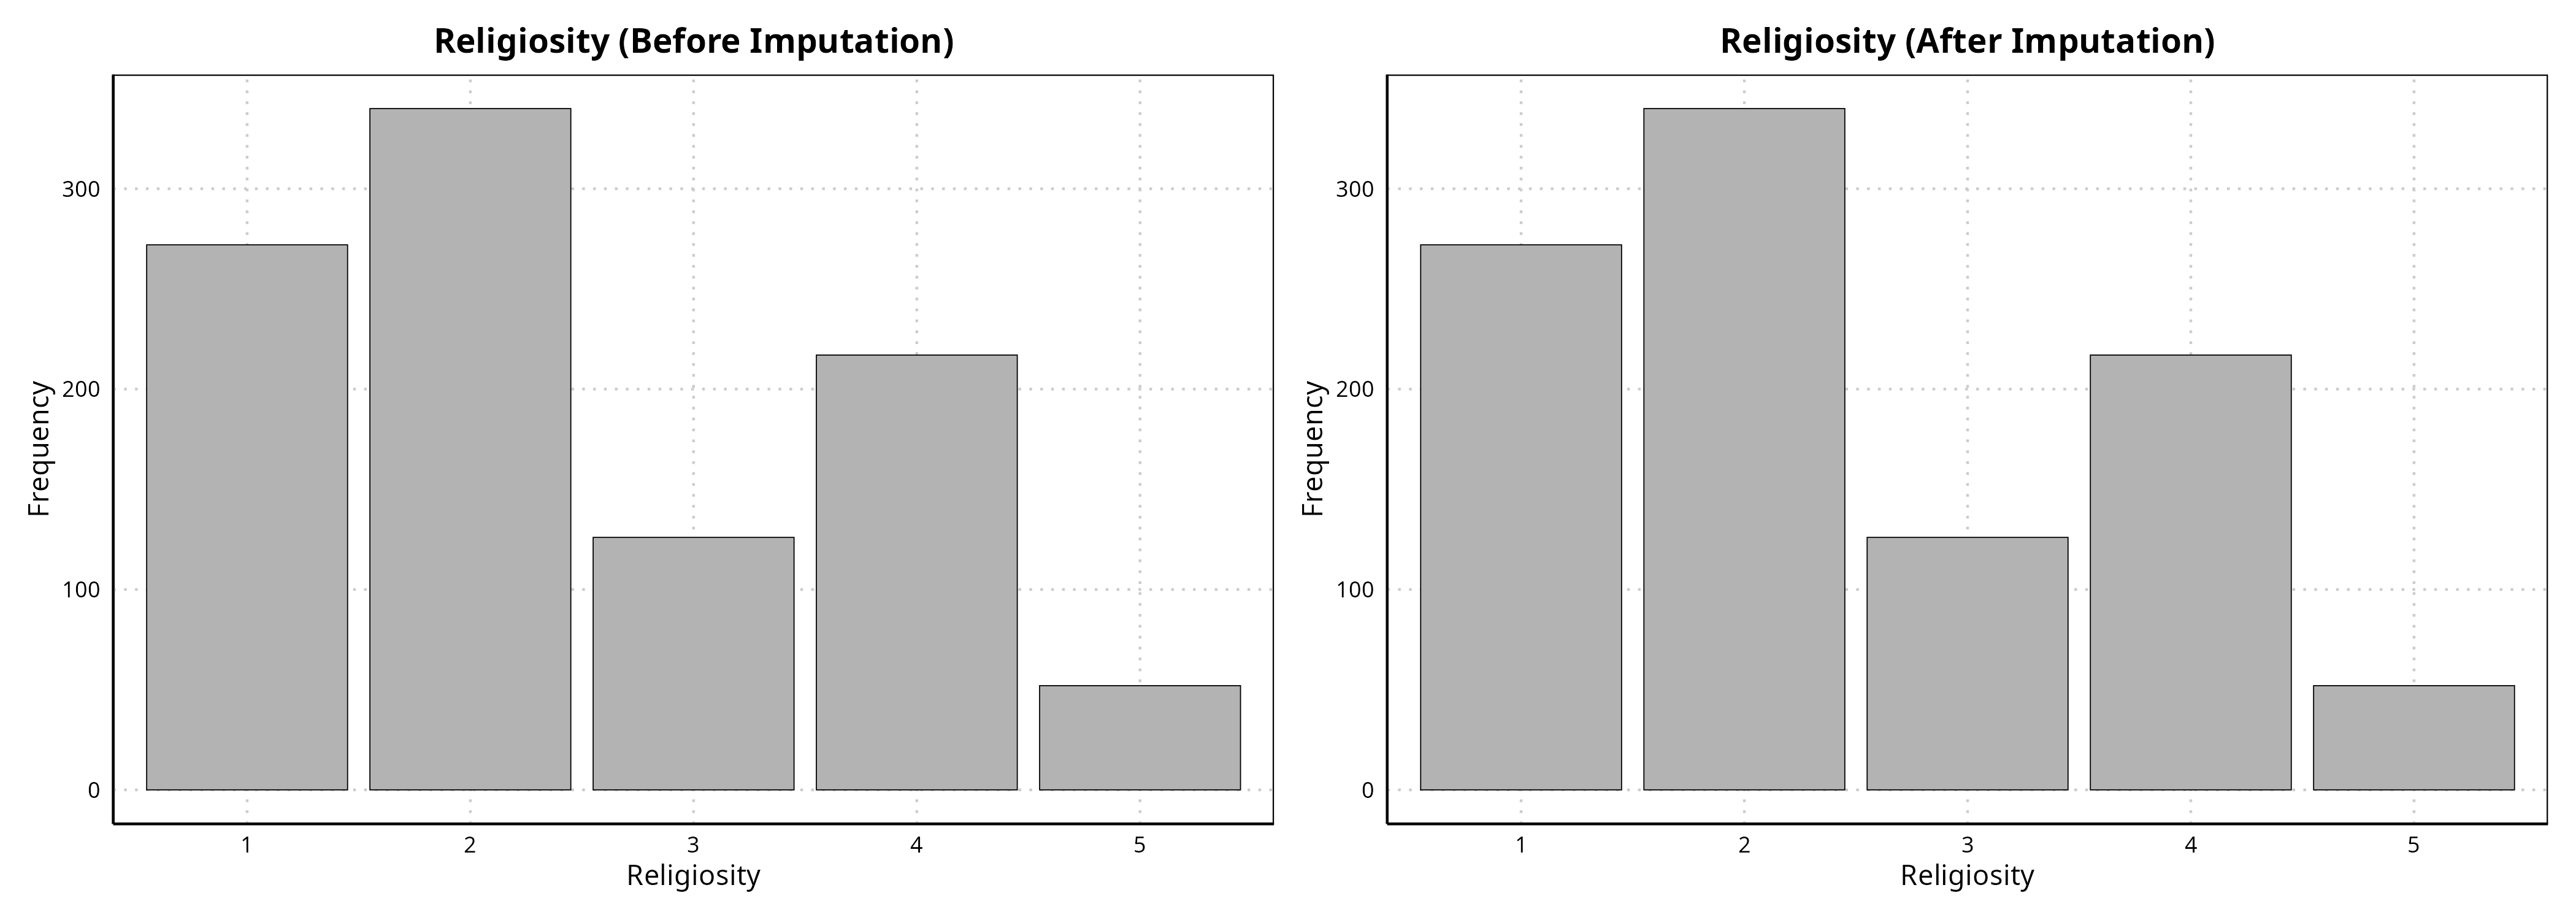 Religiosity (Before Imputation)
Frequency
300
200
100
0
1 2 3 4 5
Religiosity
Religiosity (After Imputation)
Frequency
300
200
100
0
1 2 3 4 5
Religiosity